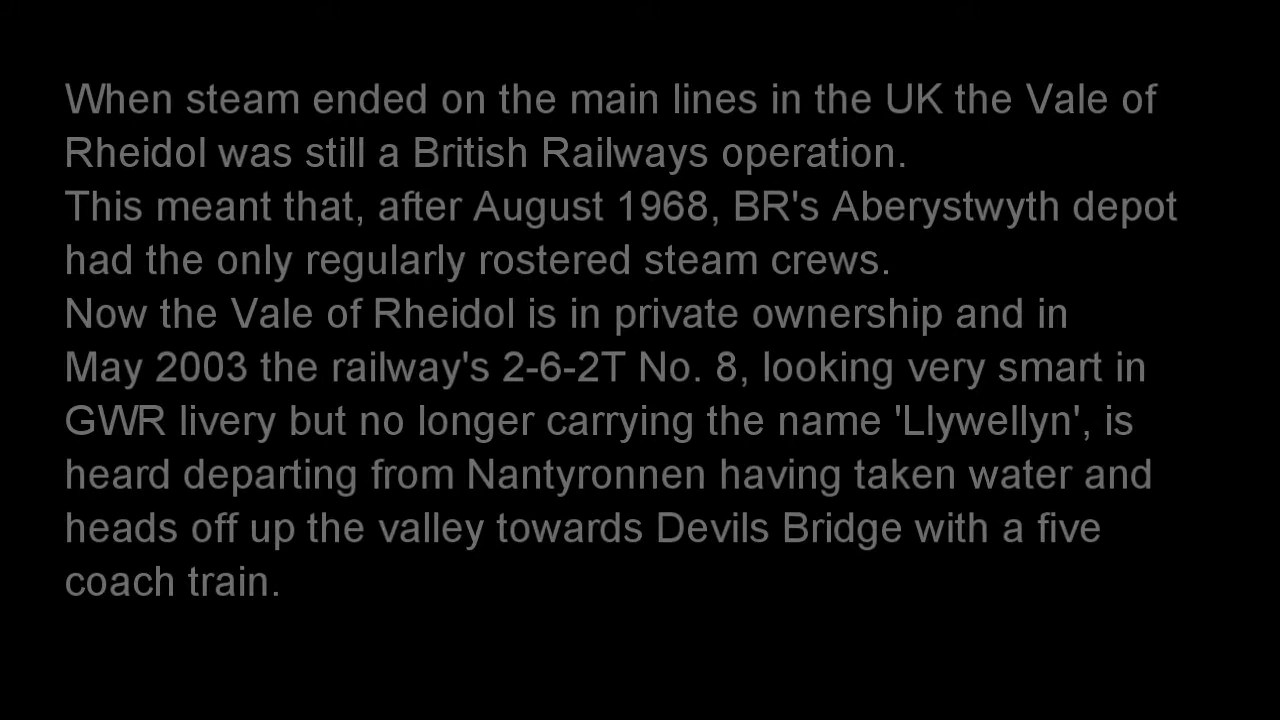 When steam ended on the main lines in the UK the Vale of
Rheidol was still a British Railways operation.
This meant that, after August 1968, BR's Aberystwyth depot
had the only regularly rostered steam crews.
Now the Vale of Rheidol is in private ownership and in
May 2003 the railway's 2-6-2T No. 8, looking very smart in
GWR livery but no longer carrying the name 'Llywellyn', is
heard departing from Nantyronnen having taken water and
heads off up the valley towards Devils Bridge with a five
coach train.